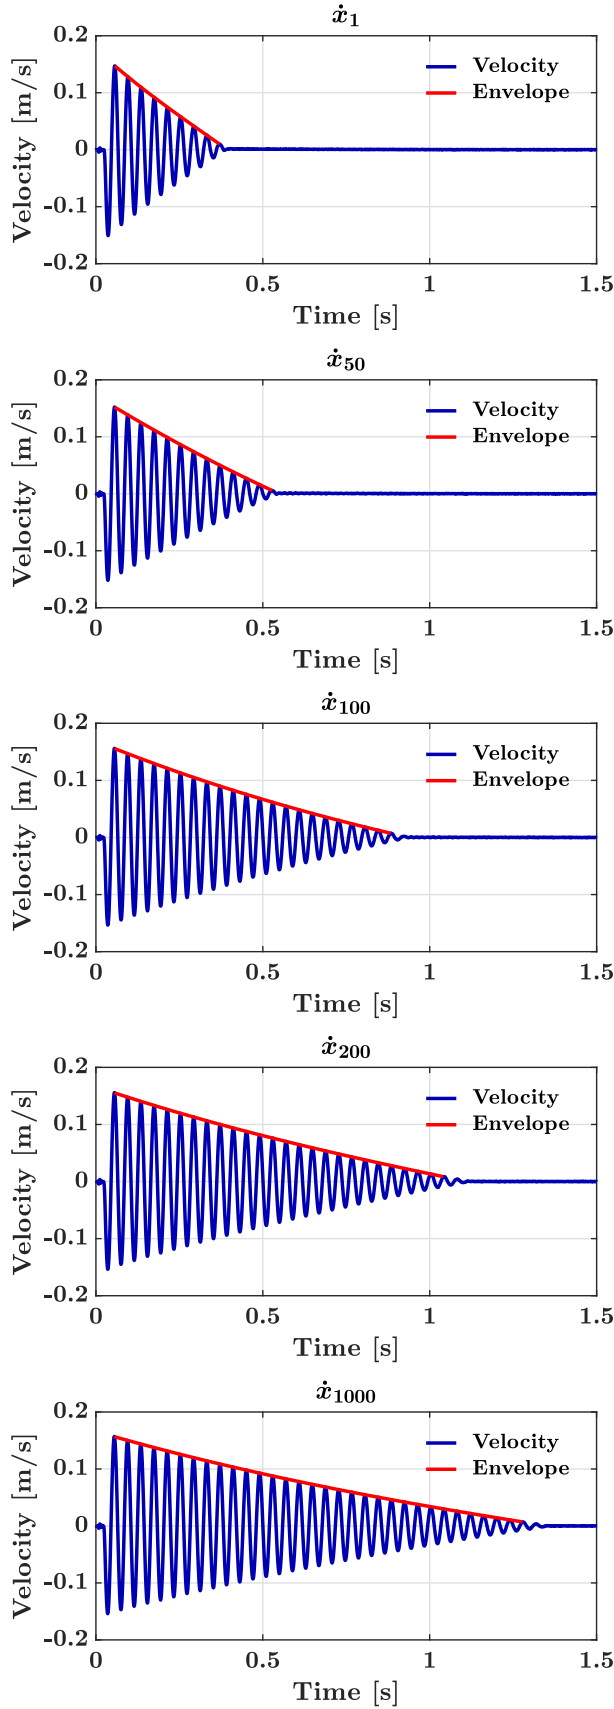 ẋ₁
Velocity [m/s]
0.2
0.1
0
-0.1
-0.2
Velocity
Envelope
0 0.5 1 1.5
Time [s]
ẋ₅₀
Velocity [m/s]
0.2
0.1
0
-0.1
-0.2
Velocity
Envelope
0 0.5 1 1.5
Time [s]
ẋ₁₀₀
Velocity [m/s]
0.2
0.1
0
-0.1
-0.2
Velocity
Envelope
0 0.5 1 1.5
Time [s]
ẋ₂₀₀
Velocity [m/s]
0.2
0.1
0
-0.1
-0.2
Velocity
Envelope
0 0.5 1 1.5
Time [s]
ẋ₁₀₀₀
Velocity [m/s]
0.2
0.1
0
-0.1
-0.2
Velocity
Envelope
0 0.5 1 1.5
Time [s]